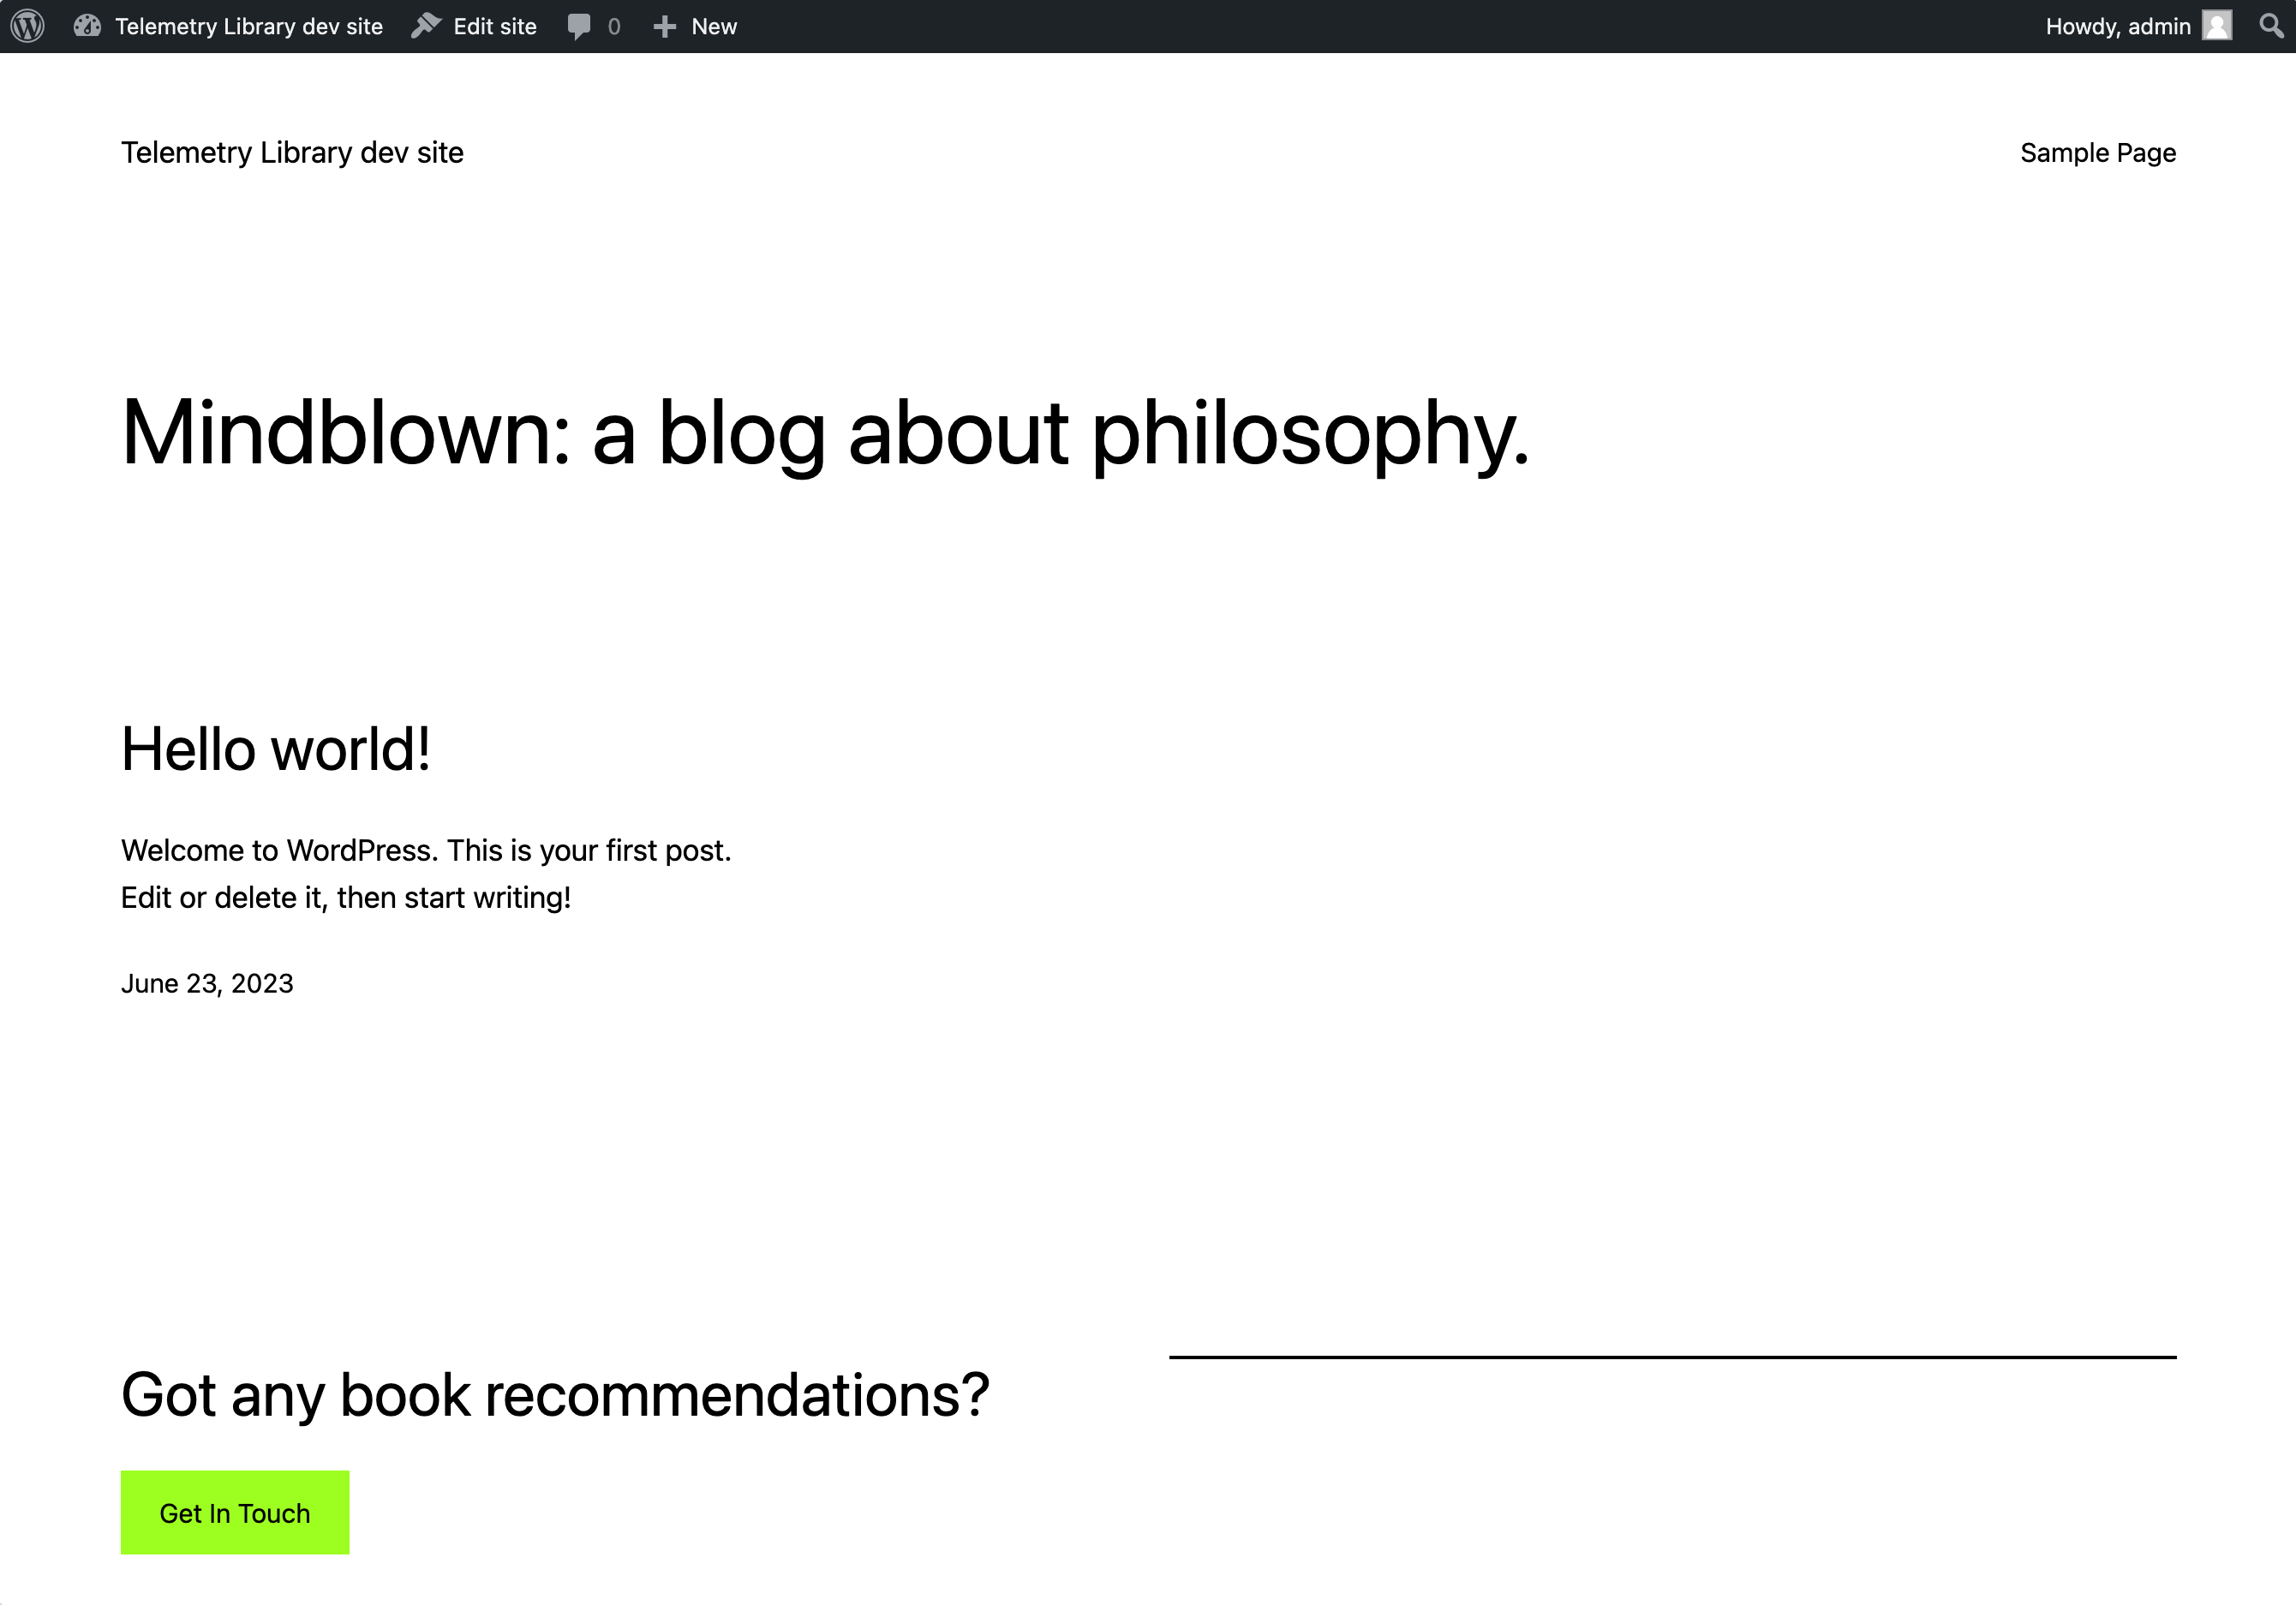 Telemetry Library dev site Edit site 0 New Howdy, admin
Telemetry Library dev site Sample Page
Mindblown: a blog about philosophy.
Hello world!
Welcome to WordPress. This is your first post.
Edit or delete it, then start writing!
June 23, 2023
Got any book recommendations?
Get In Touch